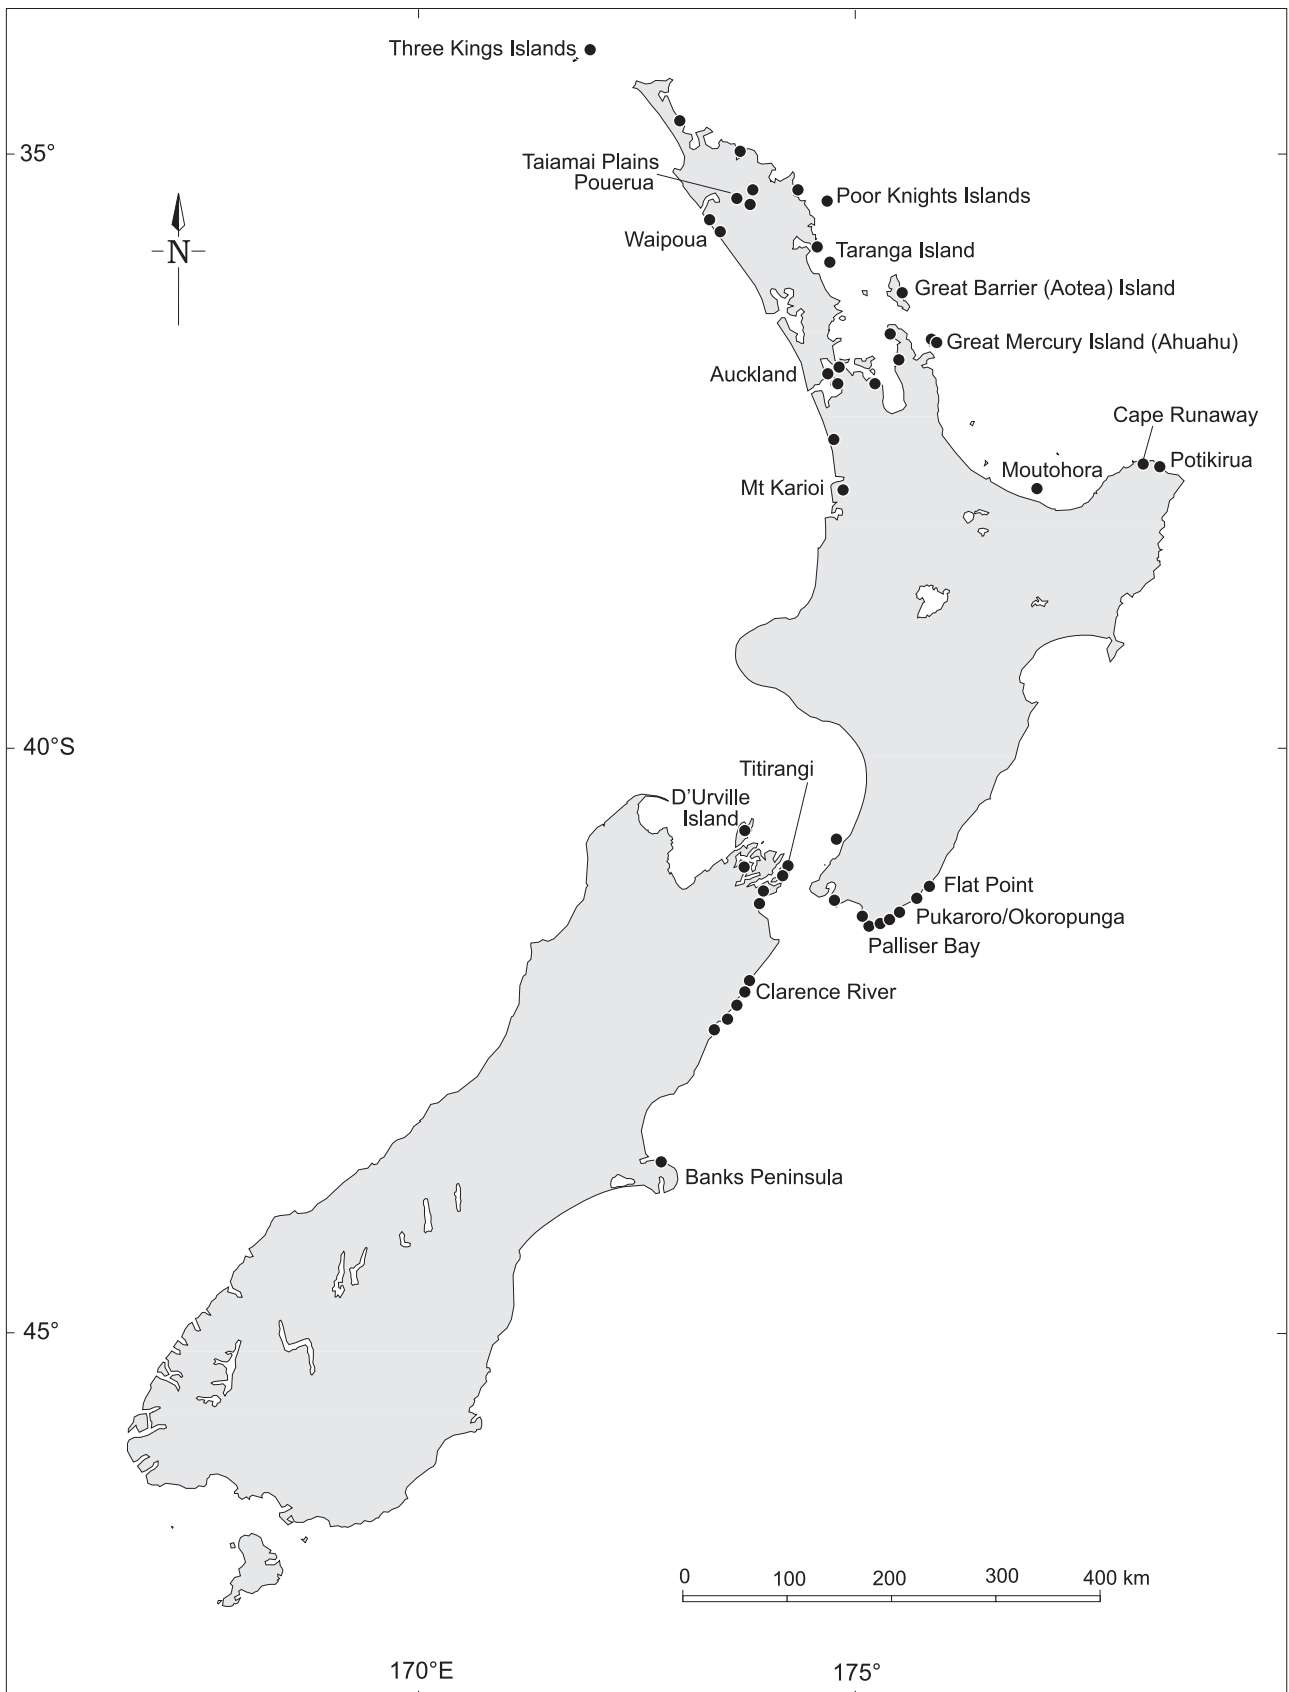 Three Kings Islands
35°
Taiamai Plains
Pouerua
Poor Knights Islands
Waipoua
N
Taranga Island
Great Barrier (Aotea) Island
Great Mercury Island (Ahuahu)
Auckland
Cape Runaway
Moutohora
Potikirua
Mt Karioi
40°S
Titirangi
D'Urville
Island
Flat Point
Pukaroro/Okoropunga
Palliser Bay
Clarence River
Banks Peninsula
45°
0 100 200 300 400 km
170°E 175°